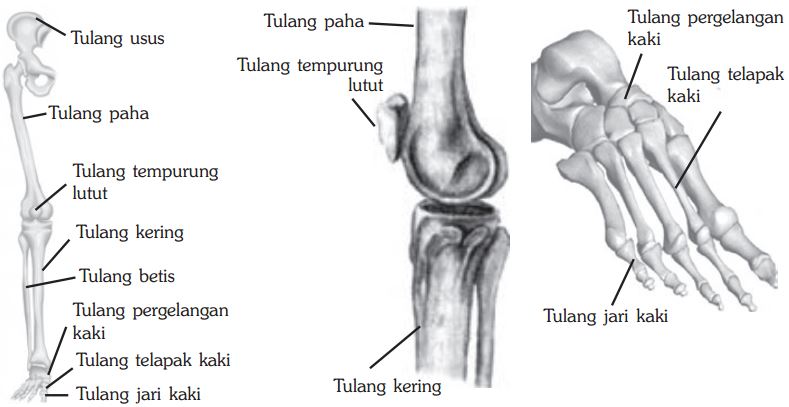 Tulang usus
Tulang paha
Tulang tempurung
lutut
Tulang kering
Tulang betis
Tulang pergelangan
kaki
Tulang telapak kaki
Tulang jari kaki
Tulang paha
Tulang tempurung
lutut
Tulang kering
Tulang pergelangan
kaki
Tulang telapak
kaki
Tulang jari kaki